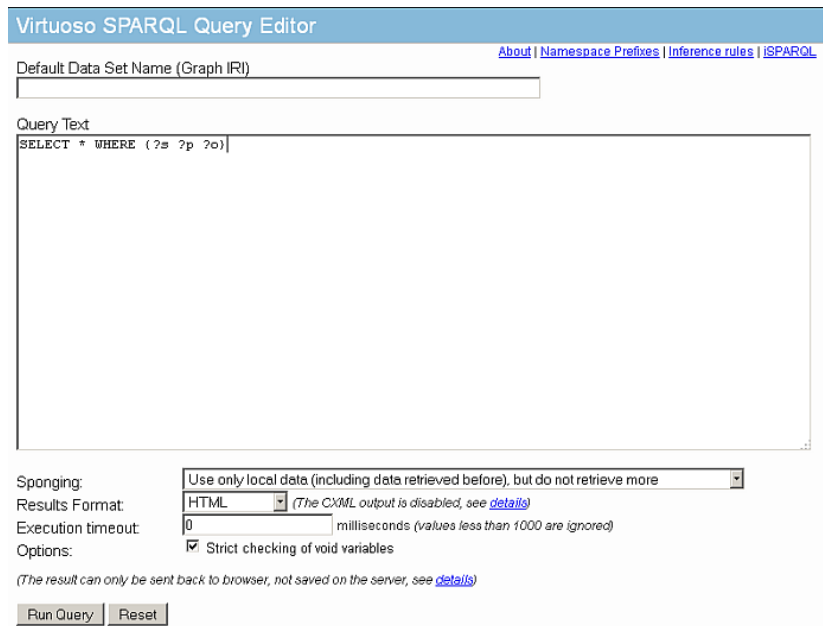 Virtuoso SPARQL Query Editor
About | Namespace Prefixes | Inference rules | iSPARQL
Default Data Set Name (Graph IRI)
Query Text
SELECT * WHERE {?s ?p ?o}
Sponging: Use only local data (including data retrieved before), but do not retrieve more
Results Format: HTML (The CXML output is disabled, see details)
Execution timeout: 0 milliseconds (values less than 1000 are ignored)
Options: Strict checking of void variables
(The result can only be sent back to browser, not saved on the server, see details)
Run Query Reset